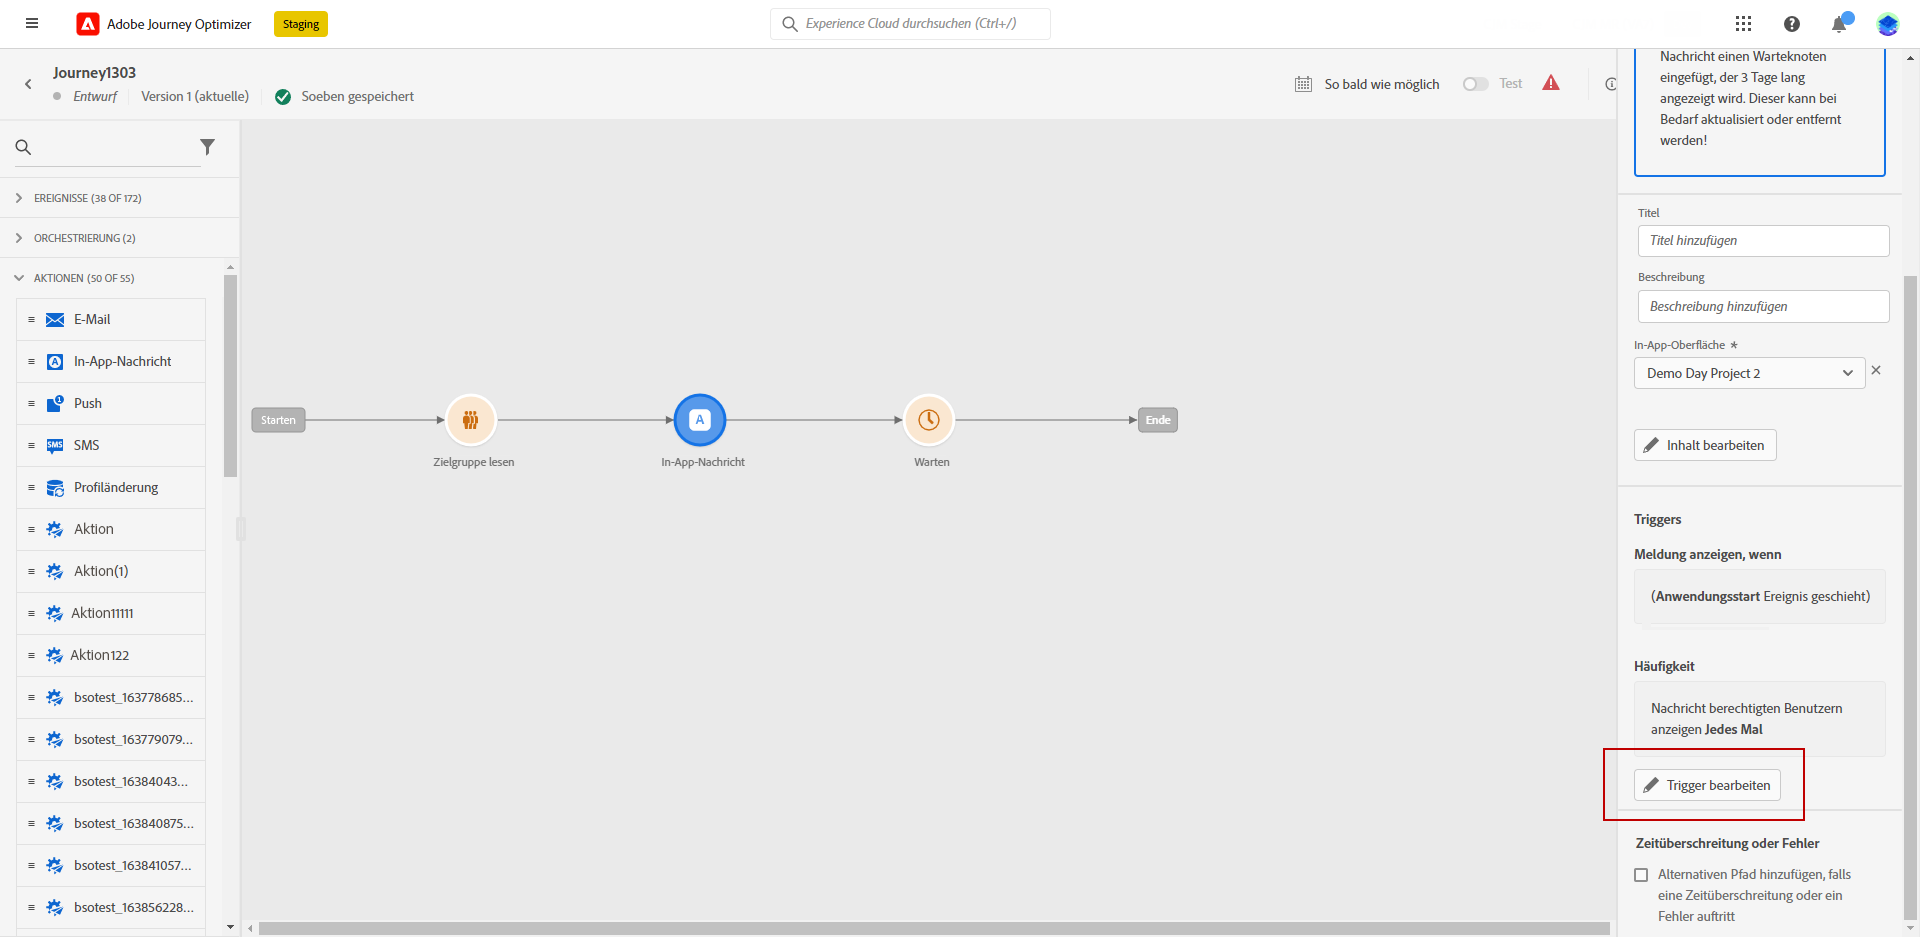 Adobe Journey Optimizer
Staging
Experience Cloud durchsuchen (Ctrl+/)
Journey1303
Entwurf
Version 1 (aktuelle)
Soeben gespeichert
So bald wie möglich
Test
EREIGNISSE (38 OF 172)
ORCHESTRIERUNG (2)
AKTIONEN (50 OF 55)
E-Mail
In-App-Nachricht
Push
SMS
Profiländerung
Aktion
Aktion(1)
Aktion11111
Aktion122
bsotest_163778685...
bsotest_163779079...
bsotest_16384043...
bsotest_163840875...
bsotest_163841057...
bsotest_163856228...
Starten
Zielgruppe lesen
A
In-App-Nachricht
Warten
Ende
Nachricht einen Warteknoten
eingefügt, der 3 Tage lang
angezeigt wird. Dieser kann bei
Bedarf aktualisiert oder entfernt
werden!
Titel
Titel hinzufügen
Beschreibung
Beschreibung hinzufügen
In-App-Oberfläche *
Demo Day Project 2
Inhalt bearbeiten
Triggers
Meldung anzeigen, wenn
(Anwendungsstart Ereignis geschieht)
Häufigkeit
Nachricht berechtigten Benutzern
anzeigen Jedes Mal
Trigger bearbeiten
Zeitüberschreitung oder Fehler
Alternativen Pfad hinzufügen, falls
eine Zeitüberschreitung oder ein
Fehler auftritt